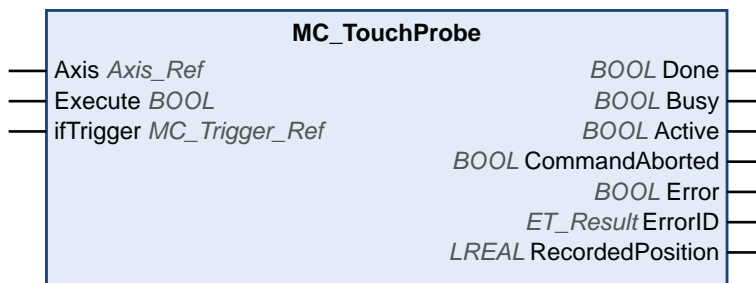 MC_TouchProbe
Axis Axis_Ref BOOL Done
Execute BOOL BOOL Busy
ifTrigger MC_Trigger_Ref BOOL Active
BOOL CommandAborted
BOOL Error
ET_Result ErrorID
LREAL RecordedPosition